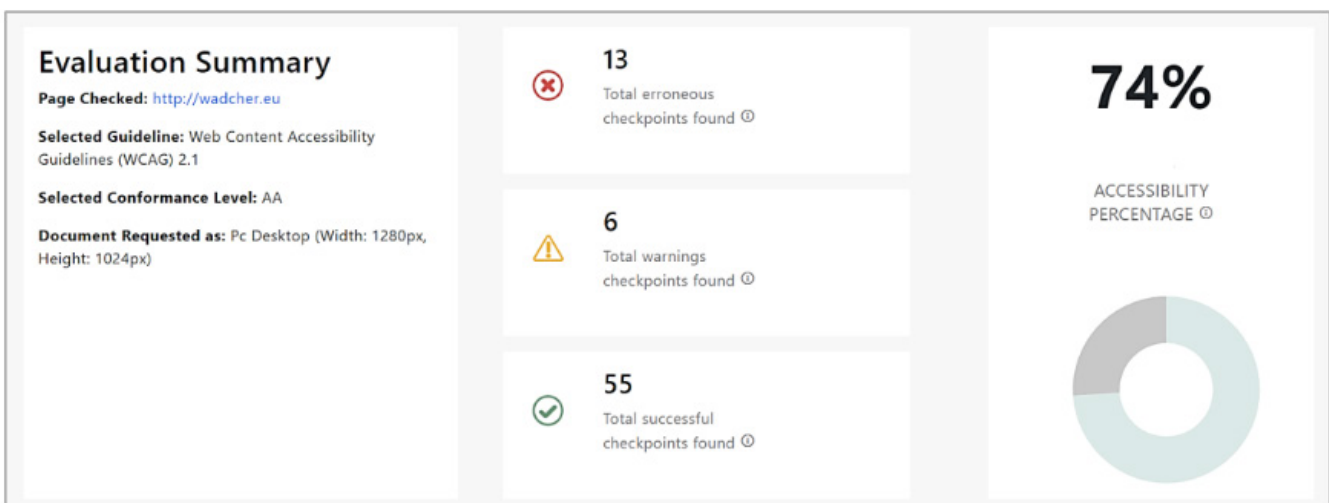 Evaluation Summary
Page Checked: http://wadcher.eu
Selected Guideline: Web Content Accessibility
Guidelines (WCAG) 2.1
Selected Conformance Level: AA
Document Requested as: Pc Desktop (Width: 1280px,
Height: 1024px)
13
Total erroneous
checkpoints found
6
Total warnings
checkpoints found
55
Total successful
checkpoints found
74%
ACCESSIBILITY
PERCENTAGE